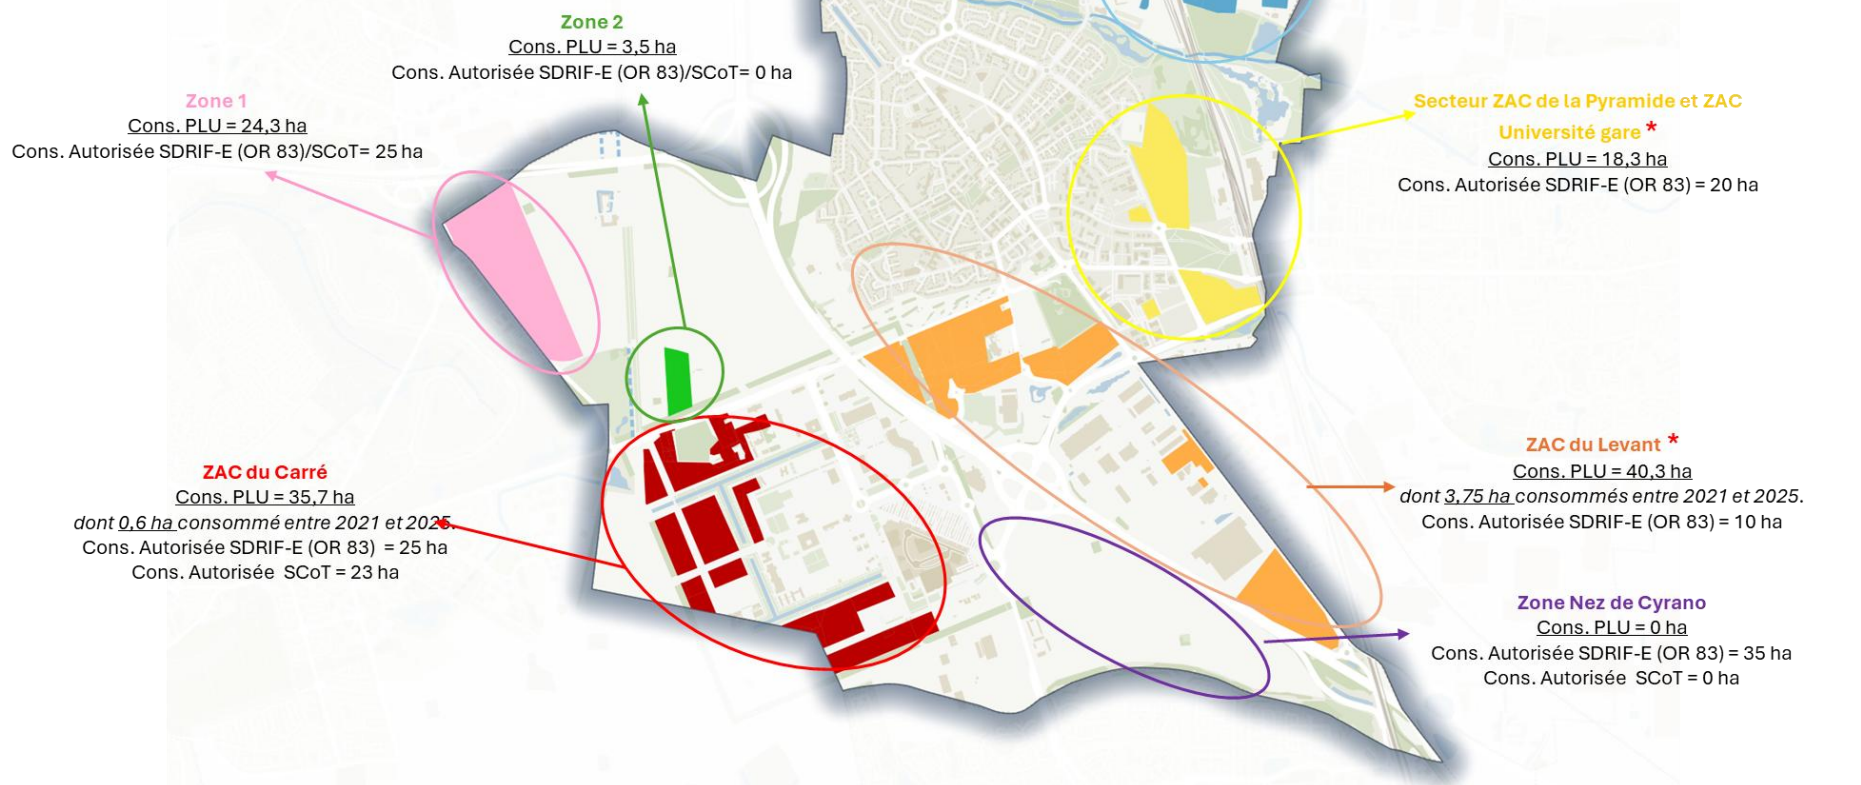 Zone 2
Cons. PLU = 3,5 ha
Cons. Autorisée SDRIF-E (OR 83)/SCoT= 0 ha
Zone 1
Cons. PLU = 24,3 ha
Cons. Autorisée SDRIF-E (OR 83)/SCoT= 25 ha
Secteur ZAC de la Pyramide et ZAC
Université gare *
Cons. PLU = 18,3 ha
Cons. Autorisée SDRIF-E (OR 83) = 20 ha
ZAC du Carré
Cons. PLU = 35,7 ha
dont 0,6 ha consommé entre 2021 et 2025.
Cons. Autorisée SDRIF-E (OR 83) = 25 ha
Cons. Autorisée SCoT = 23 ha
ZAC du Levant *
Cons. PLU = 40,3 ha
dont 3,75 ha consommés entre 2021 et 2025.
Cons. Autorisée SDRIF-E (OR 83) = 10 ha
Zone Nez de Cyrano
Cons. PLU = 0 ha
Cons. Autorisée SDRIF-E (OR 83) = 35 ha
Cons. Autorisée SCoT = 0 ha